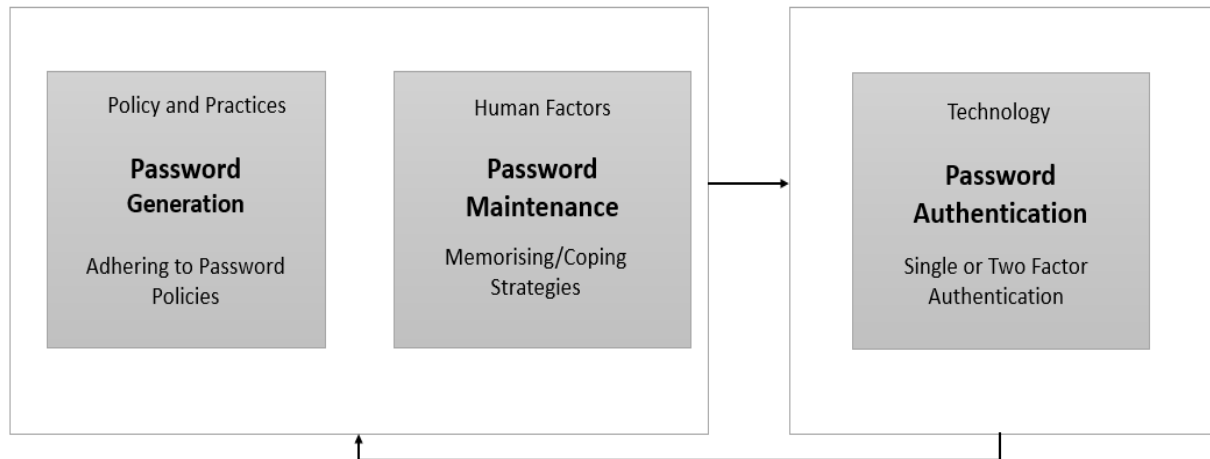 Policy and Practices
Password
Generation
Adhering to Password
Policies
Human Factors
Password
Maintenance
Memorising/Coping
Strategies
Technology
Password
Authentication
Single or Two Factor
Authentication